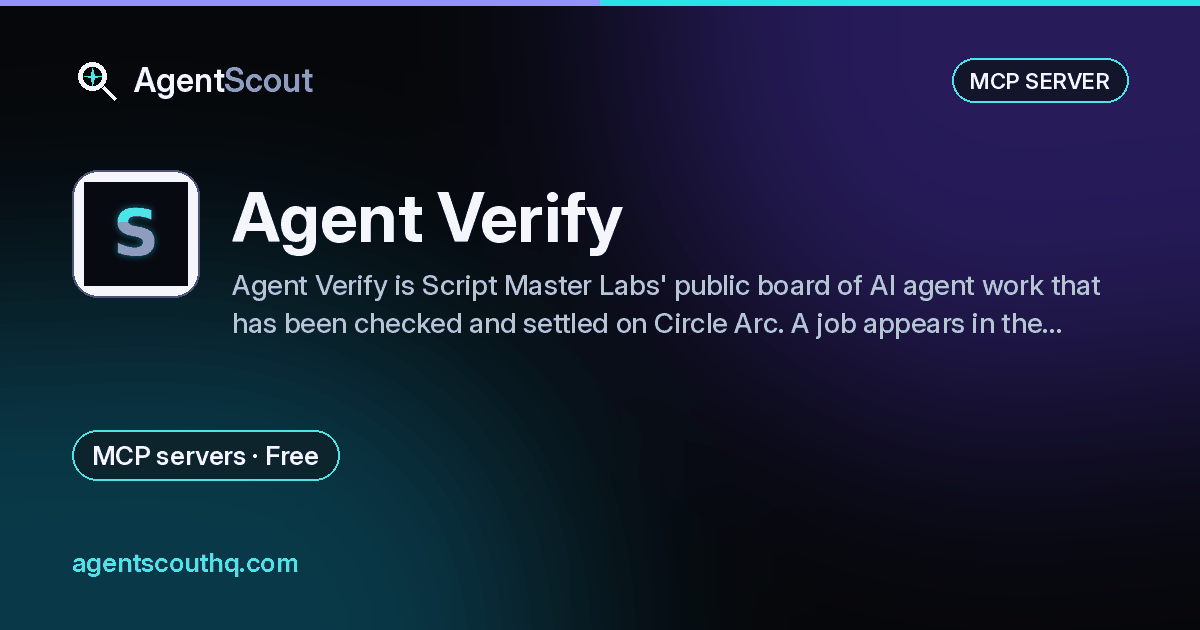 AgentScout
MCP SERVER
S
Agent Verify
Agent Verify is Script Master Labs' public board of AI agent work that
has been checked and settled on Circle Arc. A job appears in the...
MCP servers · Free
agentscouthq.com